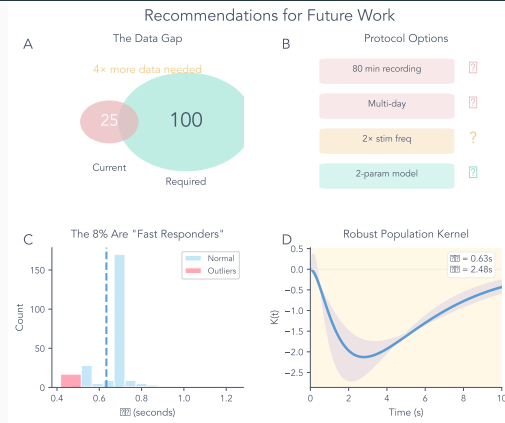 Recommendations for Future Work
A
The Data Gap
4× more data needed
25
100
Current
Required
B
Protocol Options
80 min recording
Multi-day
2× stim freq
?
2-param model
C
The 8% Are "Fast Responders"
Normal
Outliers
Count
150
100
50
0
0.4 0.6 0.8 1.0 1.2
(seconds)
D
Robust Population Kernel
= 0.63s
= 2.48s
K(t)
0.5
0.0
−0.5
−1.0
−1.5
−2.0
−2.5
0 2 4 6 8 10
Time (s)